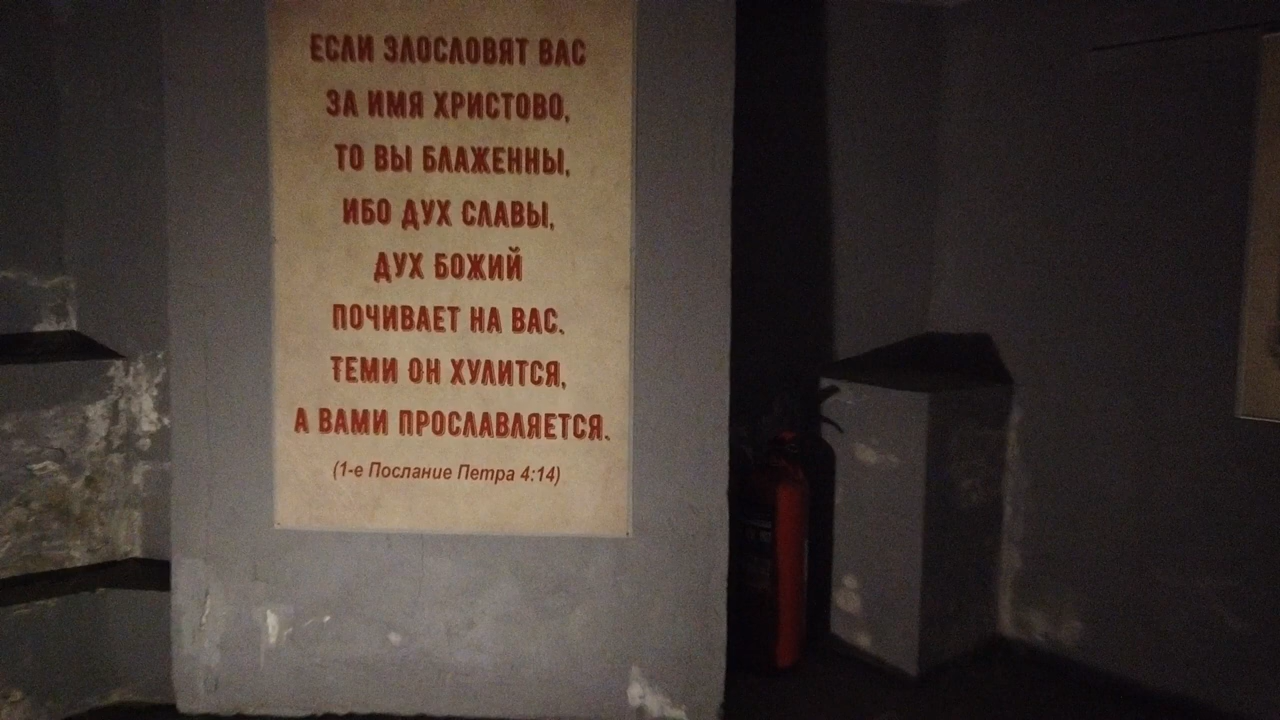 ЕСЛИ ЗЛОСЛОВЯТ ВАС
ЗА ИМЯ ХРИСТОВО,
ТО ВЫ БЛАЖЕННЫ,
ИБО ДУХ СЛАВЫ,
ДУХ БОЖИЙ
ПОЧИВАЕТ НА ВАС.
ТЕМИ ОН ХУЛИТСЯ,
А ВАМИ ПРОСЛАВЛЯЕТСЯ.
(1-е Послание Петра 4:14)